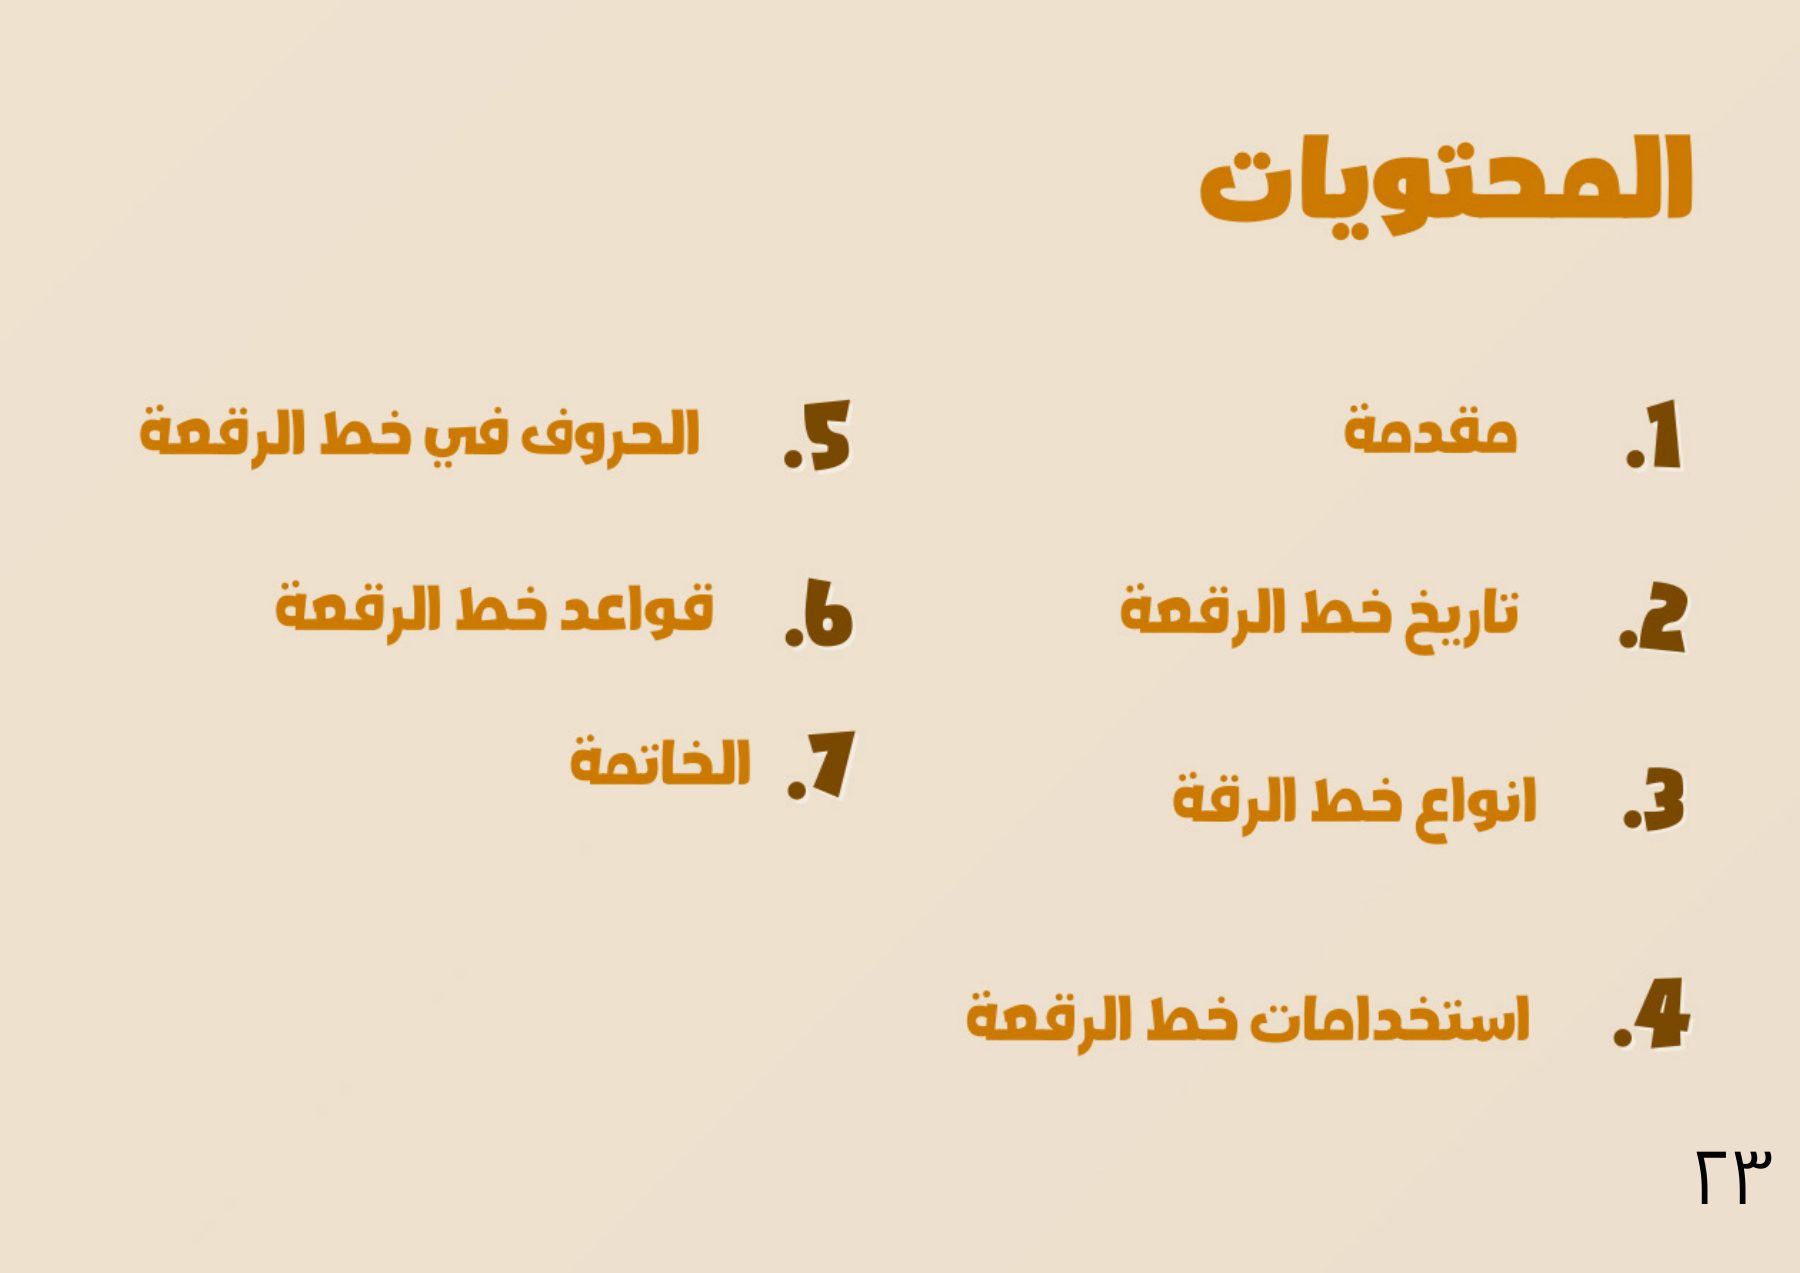 المحتويات
1. مقدمة
2. تاريخ خط الرقعة
3. انواع خط الرقة
4. استخدامات خط الرقعة
5. الحروف في خط الرقعة
6. قواعد خط الرقعة
7. الخاتمة
٢٣